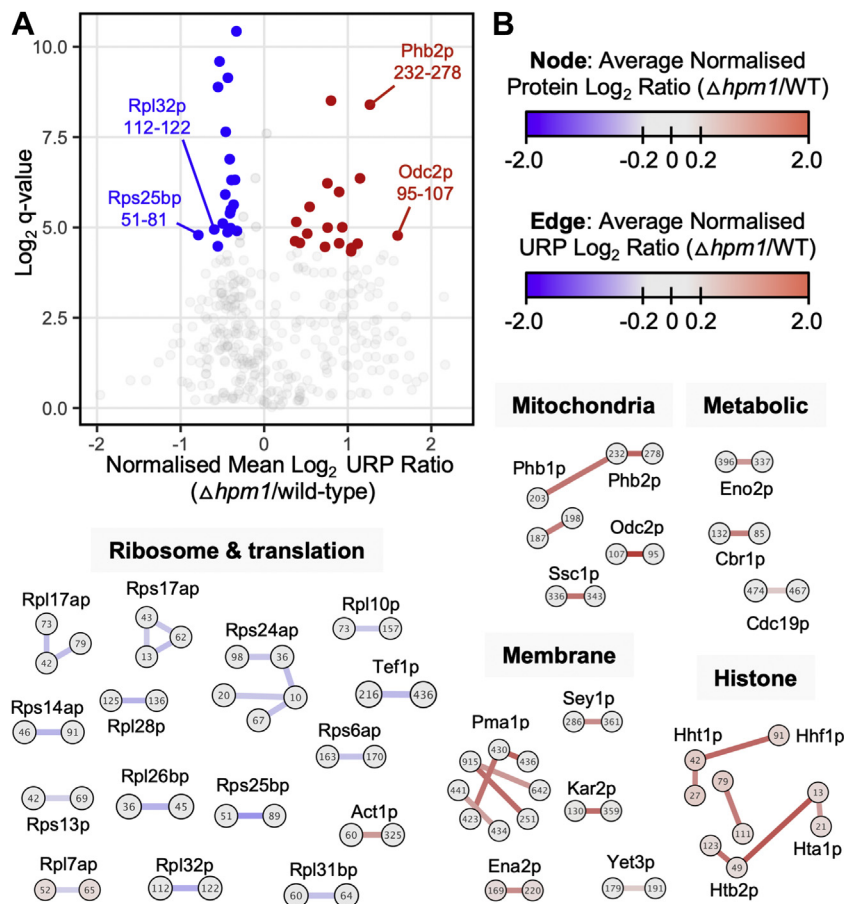 A
10.0
7.5
5.0
2.5
0.0
Log2 q-value
-2
-1
0
1
2
Normalised Mean Log2 URP Ratio
(Δhpm1/wild-type)
Rpl32p
112-122
Rps25bp
51-81
Phb2p
232-278
Odc2p
95-107
B
Node: Average Normalised
Protein Log2 Ratio (Δhpm1/WT)
-2.0
-0.2 0 0.2
2.0
Edge: Average Normalised
URP Log2 Ratio (Δhpm1/WT)
-2.0
-0.2 0 0.2
2.0
Mitochondria
Phb1p
203
232
278
Phb2p
187
198
Odc2p
107
95
Ssc1p
336
343
Metabolic
396
337
Eno2p
132
85
Cbr1p
474
467
Cdc19p
Ribosome & translation
Rpl17ap
73
79
42
Rps17ap
43
62
13
Rps24ap
98
36
20
10
67
Rpl10p
73
157
Tef1p
216
436
Rps14ap
46
91
125
136
Rpl28p
Rps6ap
163
170
42
69
Rps13p
Rpl26bp
36
45
Rps25bp
51
89
Act1p
60
325
Rpl7ap
52
65
Rpl32p
112
122
Rpl31bp
60
64
Membrane
Pma1p
430
436
915
441
642
423
251
434
Sey1p
286
361
Kar2p
130
359
Ena2p
169
220
Yet3p
179
191
Histone
Hht1p
91
Hhf1p
42
27
79
111
13
21
Hta1p
123
49
Htb2p